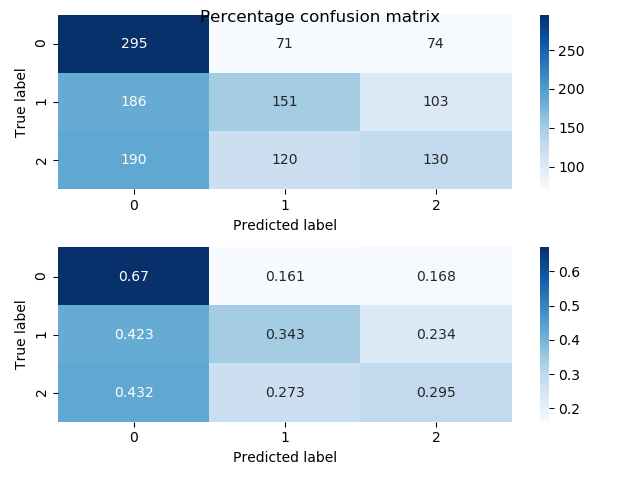 Percentage confusion matrix
0 295 71 74
1 186 151 103
2 190 120 130
0 1 2
Predicted label
True label
250
200
150
100
0 0.67 0.161 0.168
1 0.423 0.343 0.234
2 0.432 0.273 0.295
0 1 2
Predicted label
True label
0.6
0.5
0.4
0.3
0.2